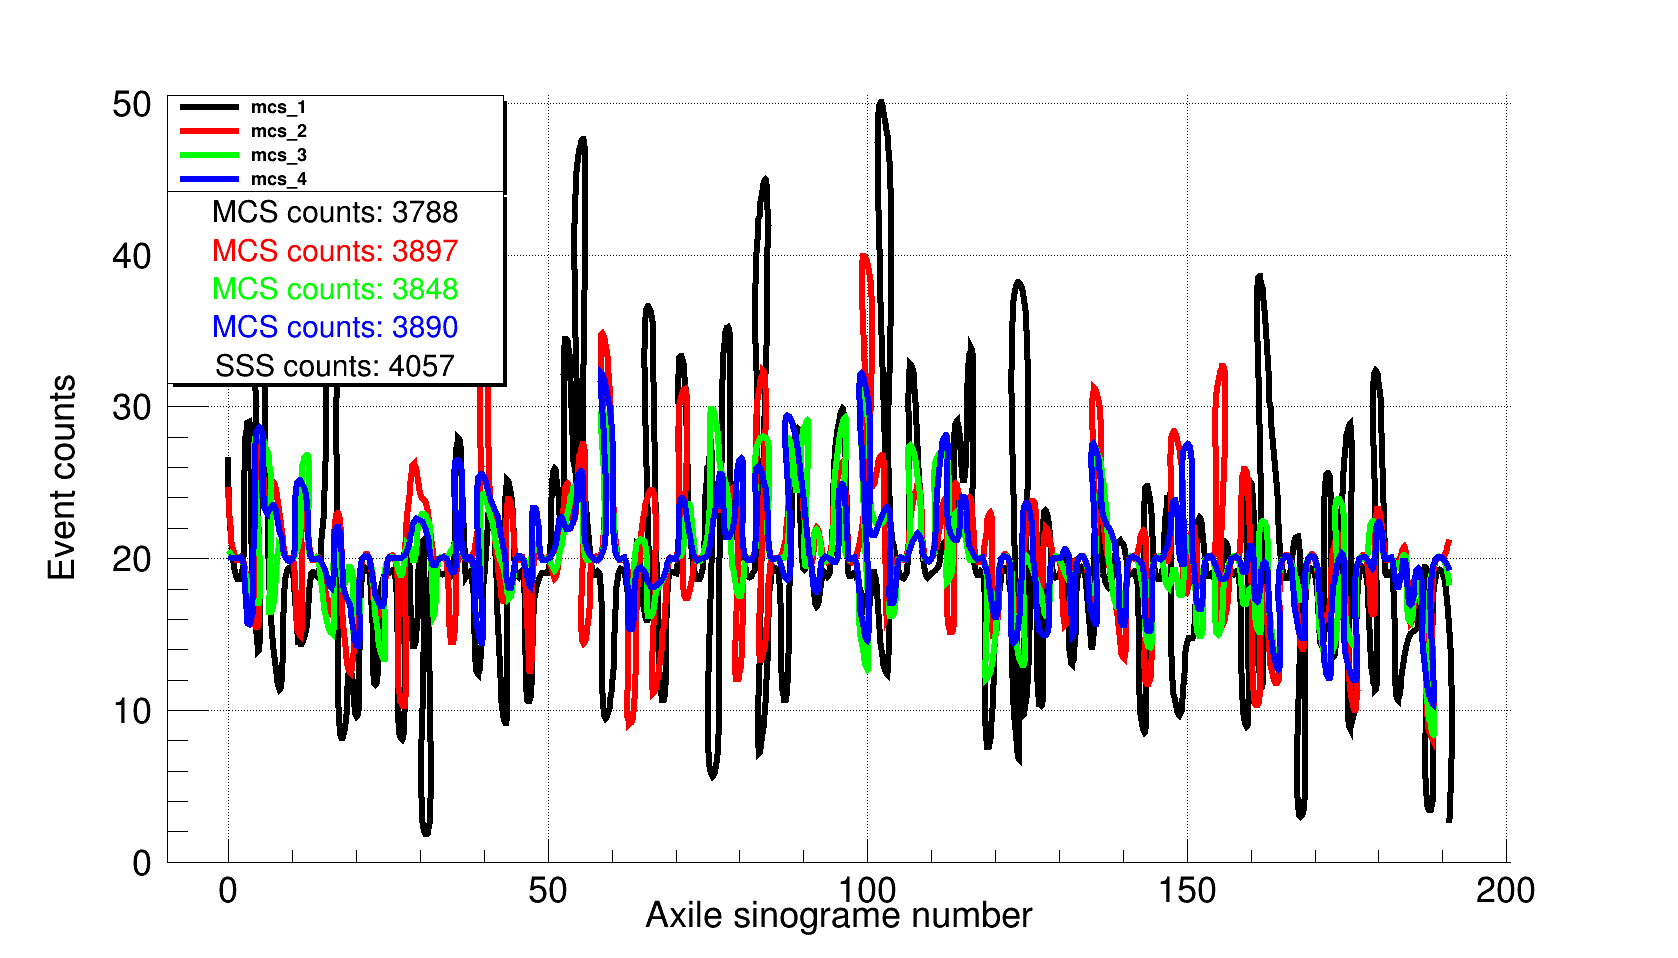 mcs_1
mcs_2
mcs_3
mcs_4
MCS counts: 3788
MCS counts: 3897
MCS counts: 3848
MCS counts: 3890
SSS counts: 4057
50
40
30
20
10
0
Event counts
0 50 100 150 200
Axile sinograme number